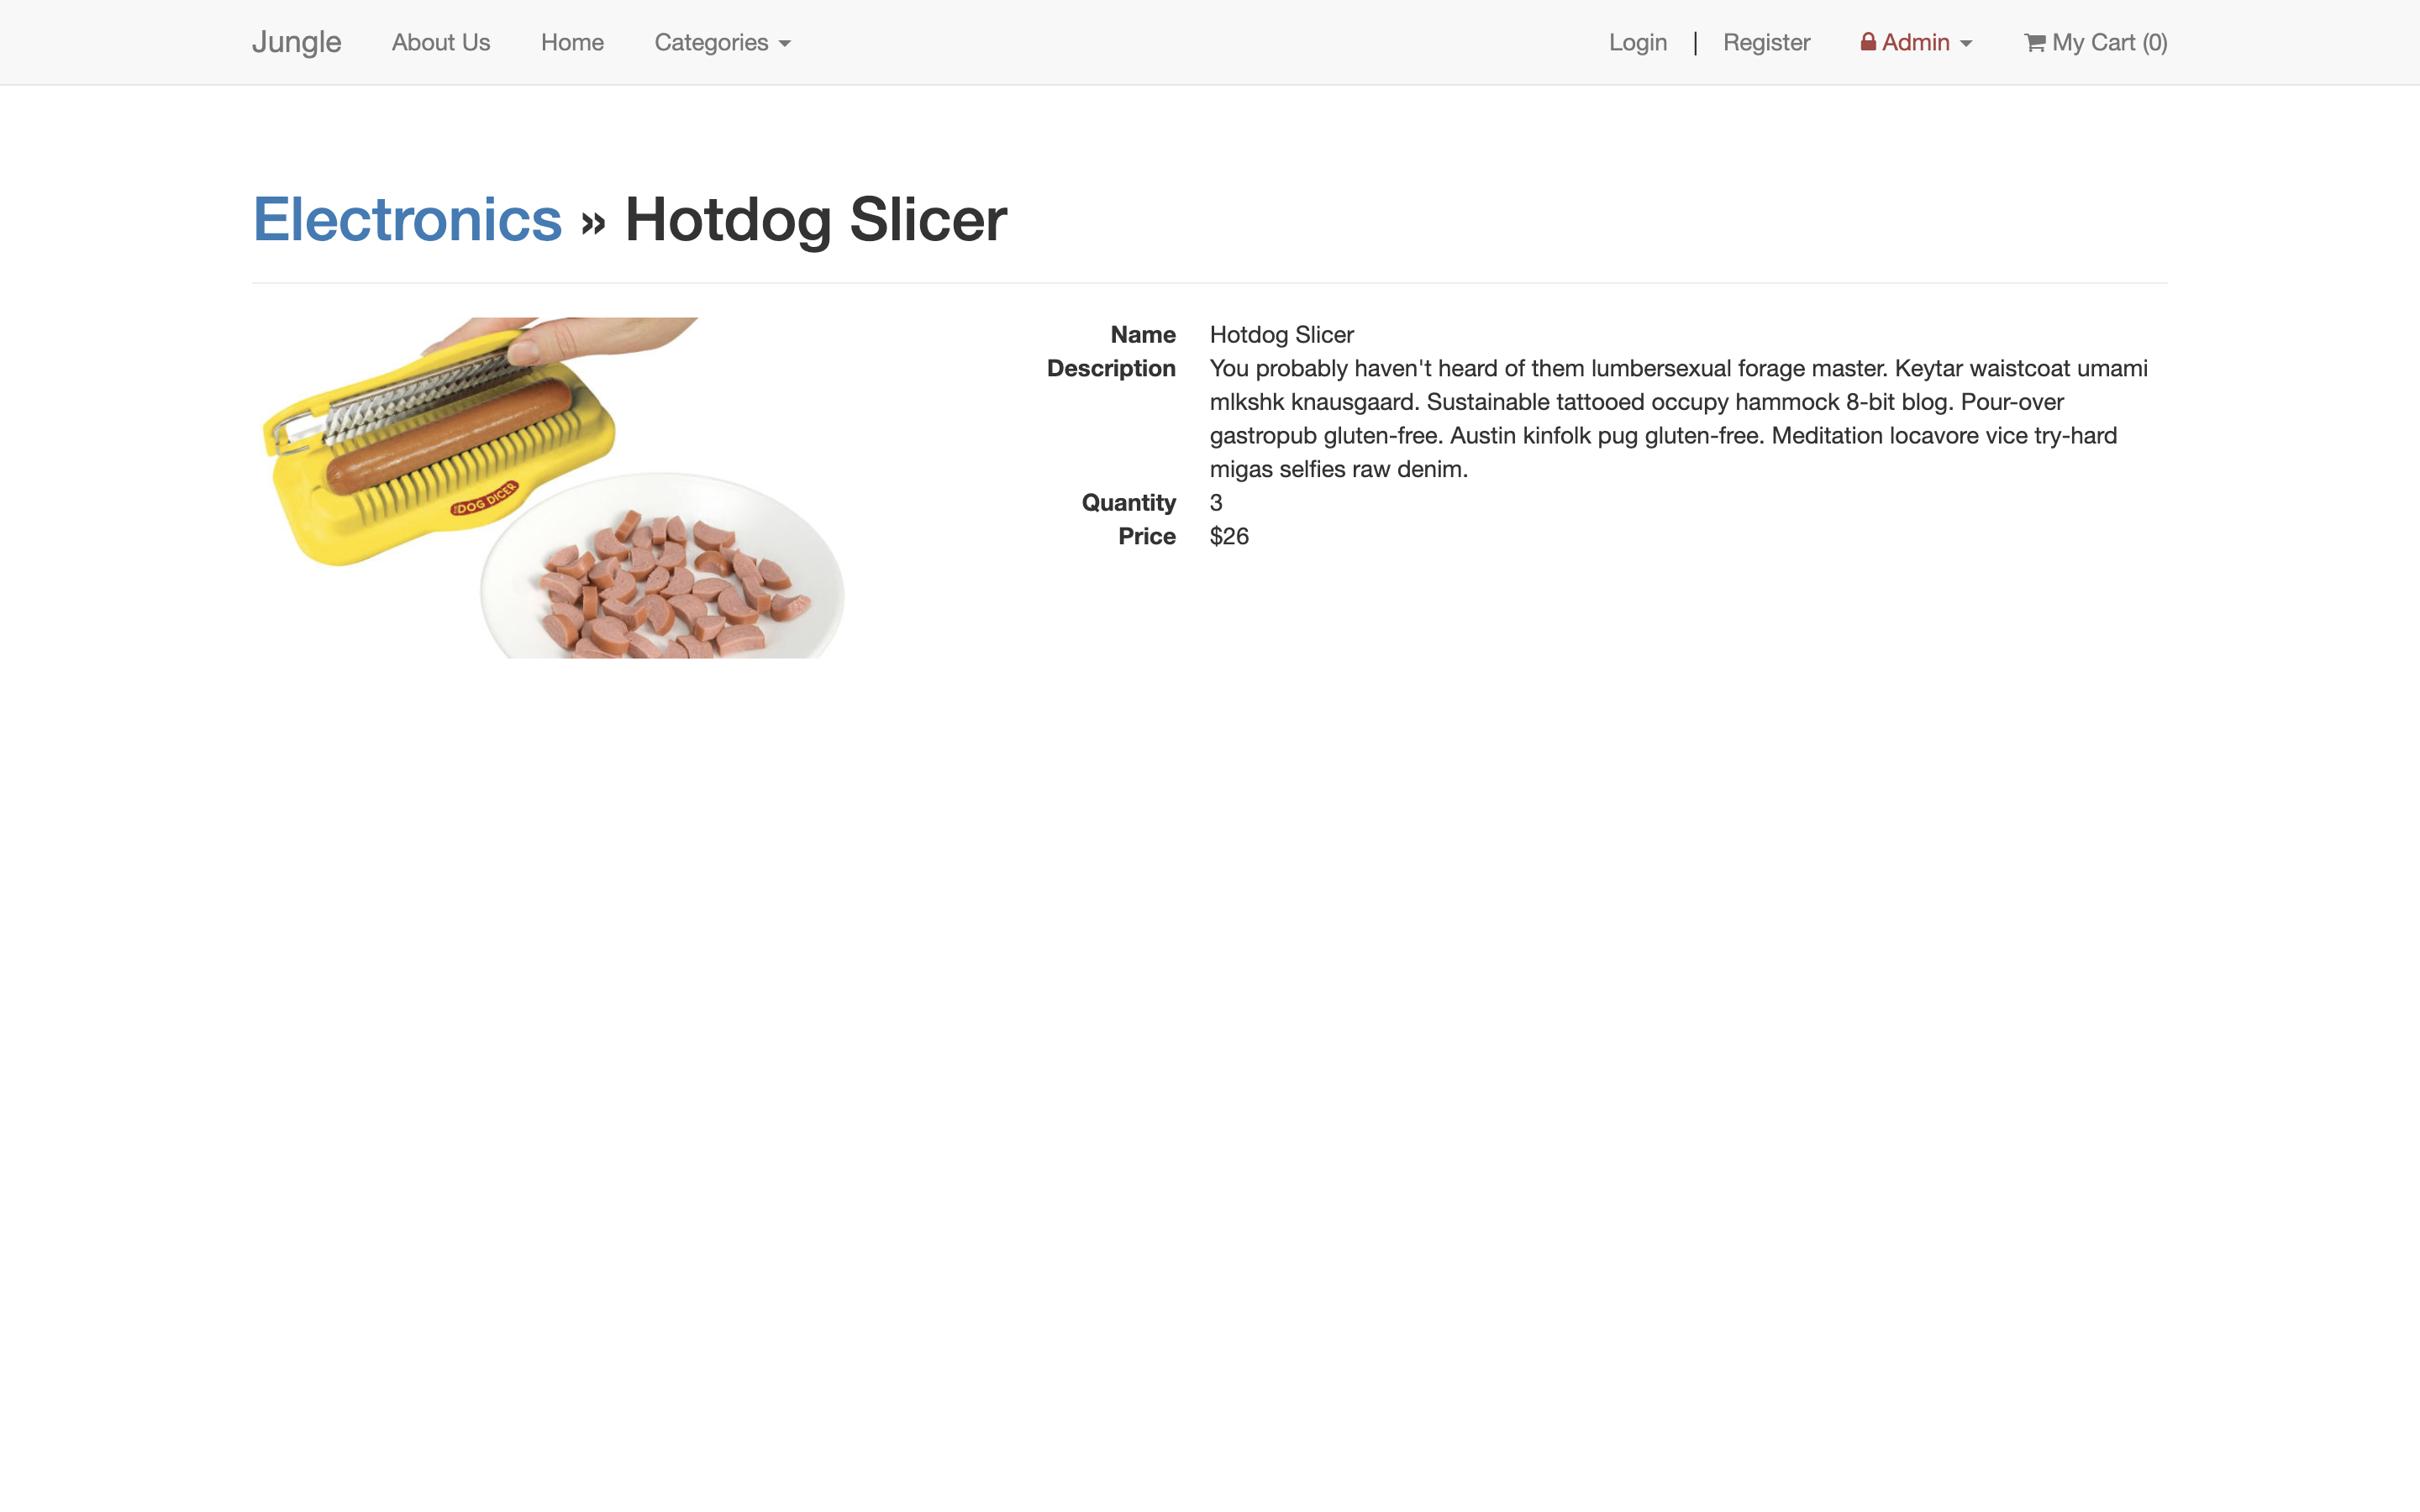 Jungle About Us Home Categories Login | Register Admin My Cart (0)
Electronics » Hotdog Slicer
Name Hotdog Slicer
Description You probably haven't heard of them lumbersexual forage master. Keytar waistcoat umami
mlkshk knausgaard. Sustainable tattooed occupy hammock 8-bit blog. Pour-over
gastropub gluten-free. Austin kinfolk pug gluten-free. Meditation locavore vice try-hard
migas selfies raw denim.
Quantity 3
Price $26
THE DOG DICER